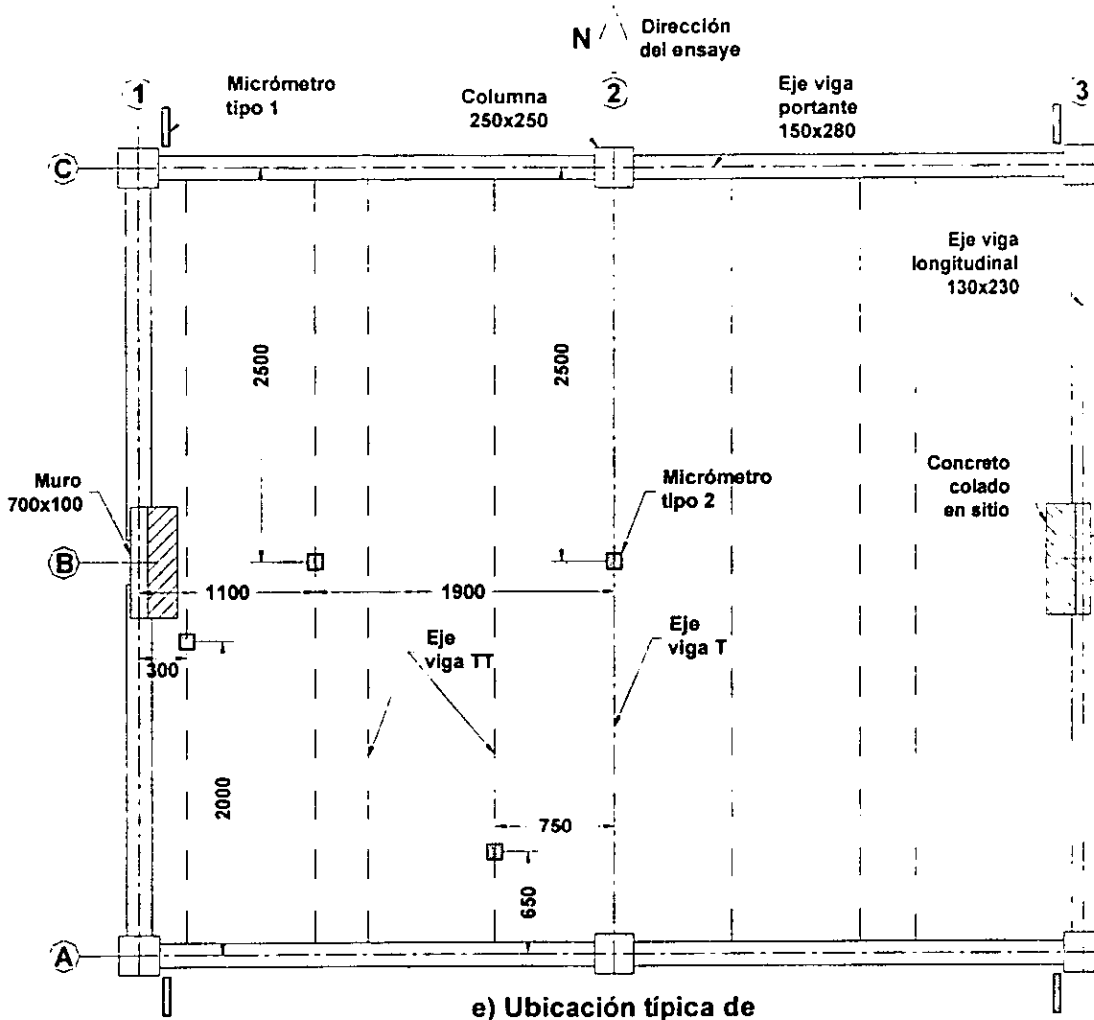 N
Dirección
del ensaye
1
Micrómetro
tipo 1
Columna
250x250
2
Eje viga
portante
150x280
3
C
Eje viga
longitudinal
130x230
2500
2500
Muro
700x100
Micrómetro
tipo 2
Concreto
colado
en sitio
B
1100
1900
300
Eje
viga TT
Eje
viga T
2000
750
650
A
e) Ubicación típica de